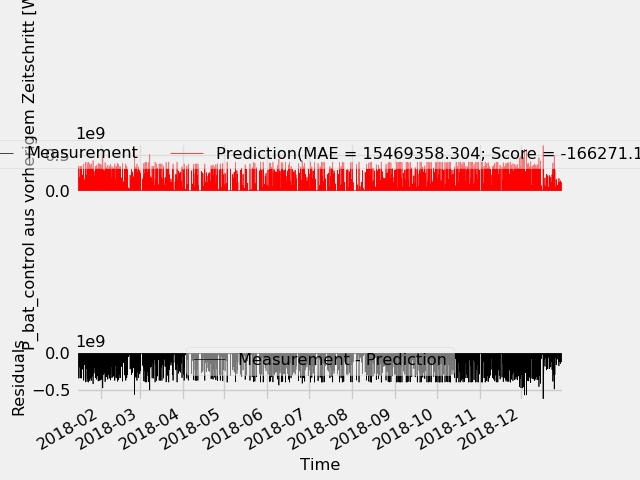 P_bat_control aus vorherigem Zeitschritt [W
1e9
0.5
0.0
Measurement
Prediction(MAE = 15469358.304; Score = -166271.1
Residuals
1e9
0.0
−0.5
Measurement - Prediction
2018-02
2018-03
2018-04
2018-05
2018-06
2018-07
2018-08
2018-09
2018-10
2018-11
2018-12
Time